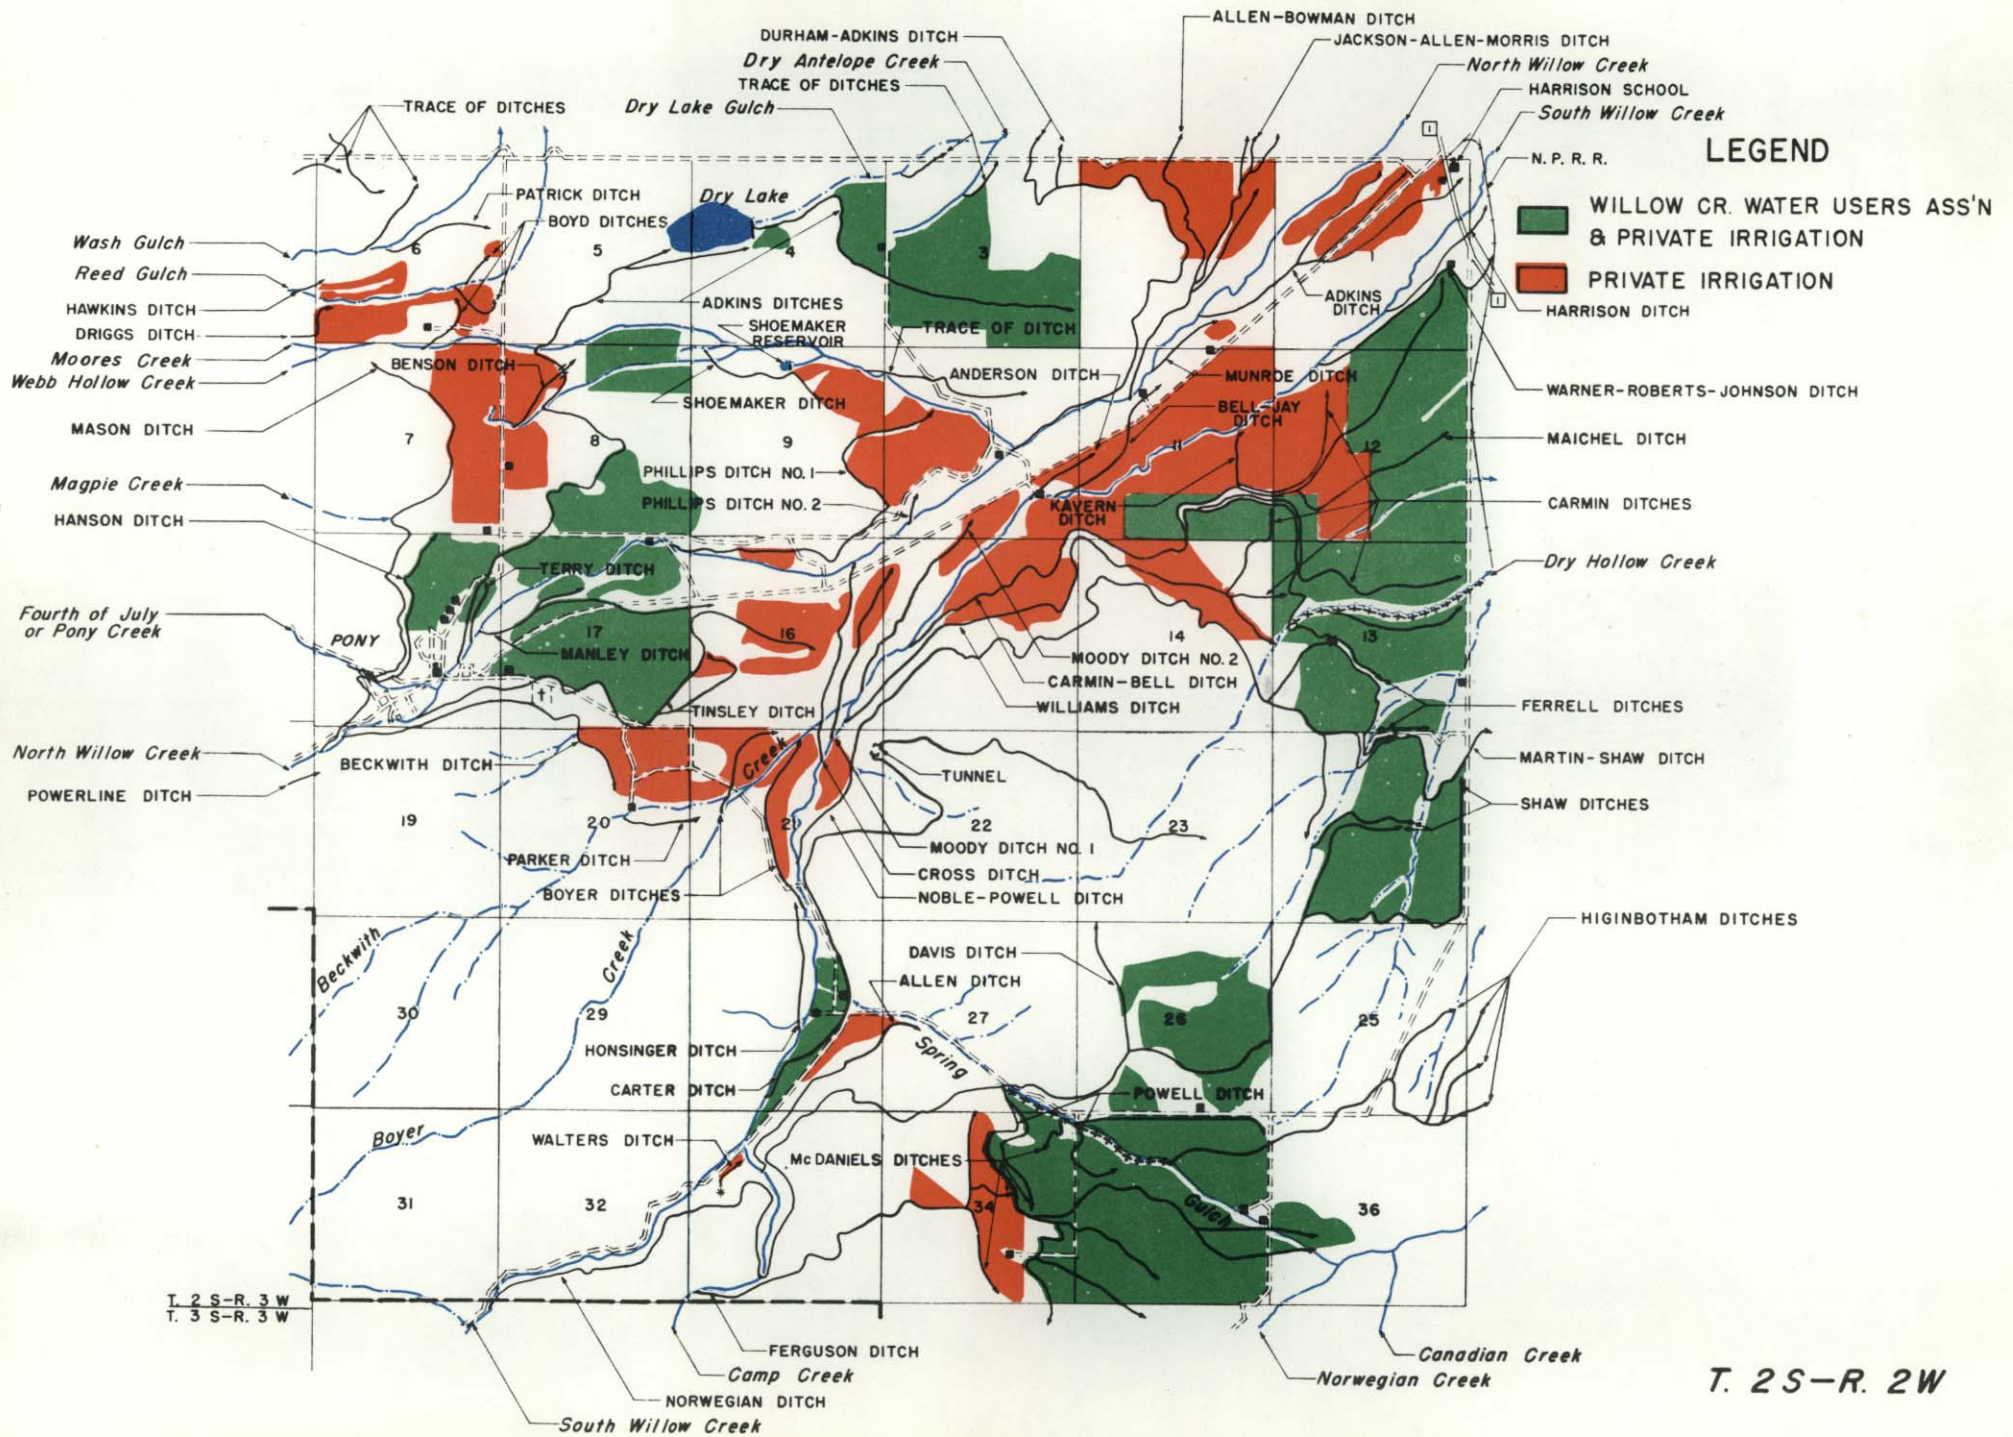 ALLEN-BOWMAN DITCH
DURHAM-ADKINS DITCH
JACKSON-ALLEN-MORRIS DITCH
Dry Antelope Creek
North Willow Creek
TRACE OF DITCHES
HARRISON SCHOOL
TRACE OF DITCHES
Dry Lake Gulch
South Willow Creek
1
N. P. R. R.
LEGEND
WILLOW CR. WATER USERS ASS'N
& PRIVATE IRRIGATION
PRIVATE IRRIGATION
PATRICK DITCH
Dry Lake
BOYD DITCHES
Wash Gulch
6
5
4
3
1
Reed Gulch
HAWKINS DITCH
ADKINS DITCHES
ADKINS
DITCH
1
HARRISON DITCH
DRIGGS DITCH
SHOEMAKER
RESERVOIR
TRACE OF DITCH
Moores Creek
BENSON DITCH
ANDERSON DITCH
MUNROE DITCH
Webb Hollow Creek
WARNER-ROBERTS-JOHNSON DITCH
SHOEMAKER DITCH
BELL-JAY
DITCH
MASON DITCH
7
8
9
11
12
MAICHEL DITCH
PHILLIPS DITCH NO. 1
Magpie Creek
PHILLIPS DITCH NO. 2
KAVERN
DITCH
CARMIN DITCHES
HANSON DITCH
TERRY DITCH
Dry Hollow Creek
Fourth of July
or Pony Creek
PONY
17
16
14
13
MANLEY DITCH
MOODY DITCH NO. 2
CARMIN-BELL DITCH
TINSLEY DITCH
WILLIAMS DITCH
FERRELL DITCHES
North Willow Creek
BECKWITH DITCH
Creek
TUNNEL
MARTIN-SHAW DITCH
POWERLINE DITCH
SHAW DITCHES
19
20
21
22
23
PARKER DITCH
MOODY DITCH NO. 1
CROSS DITCH
BOYER DITCHES
NOBLE-POWELL DITCH
HIGINBOTHAM DITCHES
Beckwith
Creek
DAVIS DITCH
ALLEN DITCH
30
29
27
26
25
HONSINGER DITCH
Spring
CARTER DITCH
POWELL DITCH
Boyer
WALTERS DITCH
McDANIELS DITCHES
31
32
34
Gulch
36
T. 2 S-R. 3 W
T. 3 S-R. 3 W
FERGUSON DITCH
Canadian Creek
Camp Creek
Norwegian Creek
T. 2S-R. 2W
NORWEGIAN DITCH
South Willow Creek